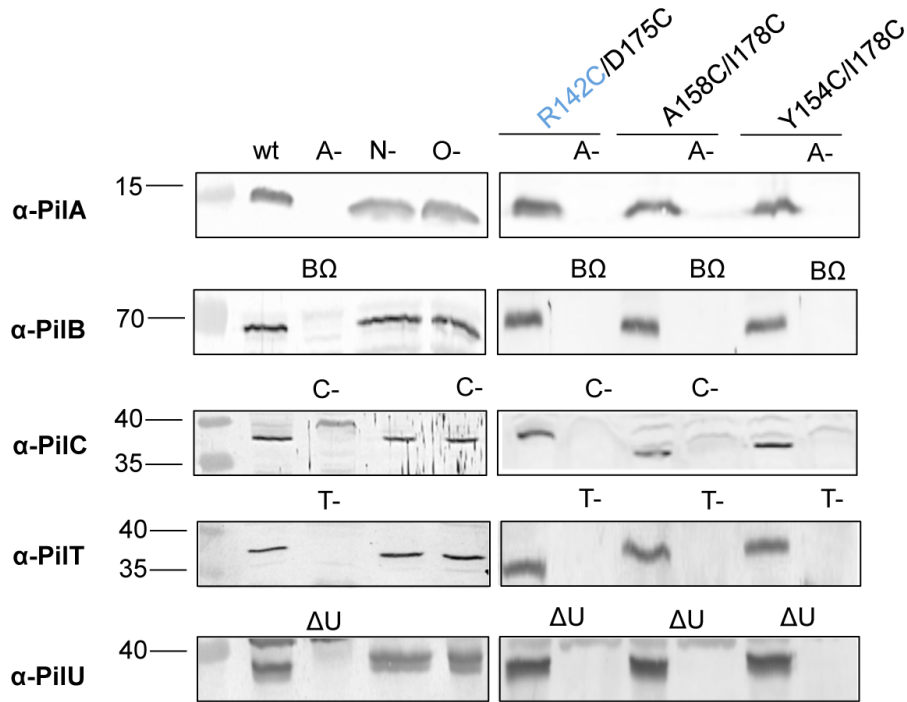 R142C/D175C
A158C/I178C
Y154C/I178C
wt A- N- O- A- A- A-
15
α-PilA
BΩ BΩ BΩ BΩ
70
α-PilB
C- C- C- C-
40
α-PilC
35
T- T- T- T-
40
α-PilT
35
ΔU ΔU ΔU ΔU
40
α-PilU